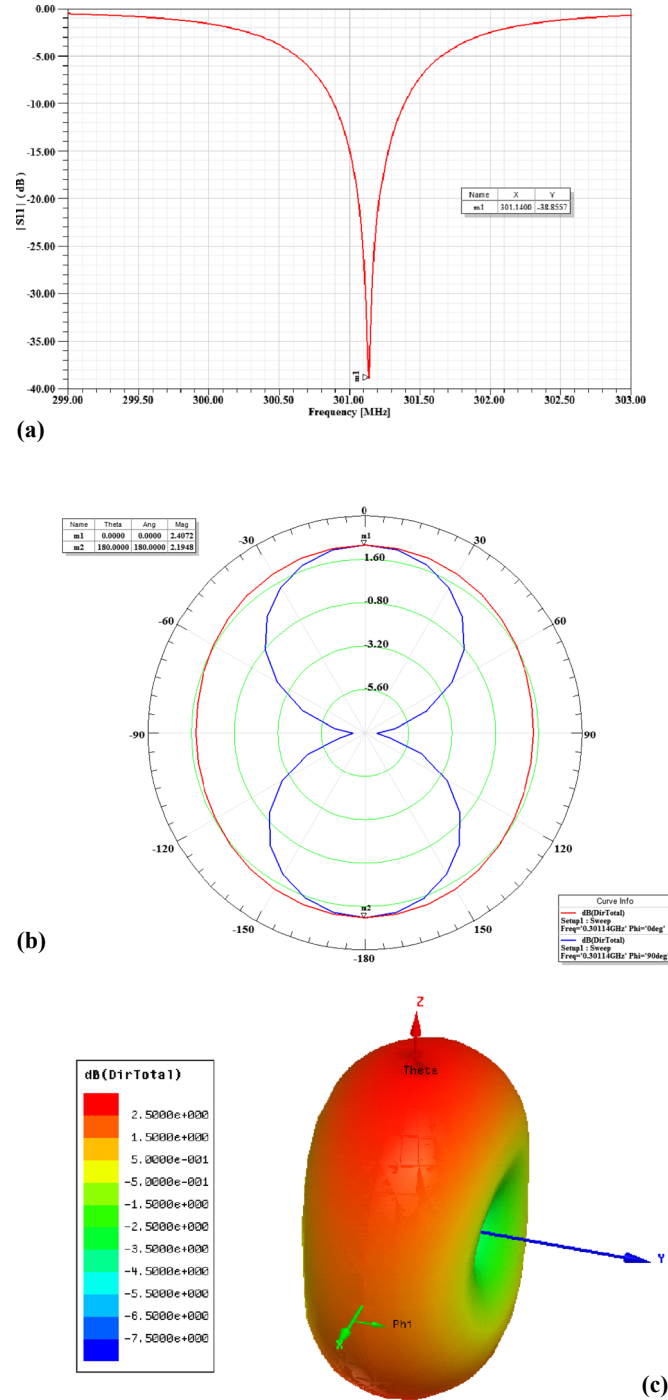 0.00
-5.00
-10.00
-15.00
-20.00
-25.00
-30.00
-35.00
-40.00
|S11| (dB)
Name X Y
m1 301.1400 -38.8557
m1
299.00 299.50 300.00 300.50 301.00 301.50 302.00 302.50 303.00
Frequency [MHz]
(a)
Name Theta Ang Mag
m1 0.0000 0.0000 2.4072
m2 180.0000 180.0000 2.1948
0
m1
-30 30
1.60
-60 60
-0.80
-3.20
-5.60
-90 90
-120 120
m2
-150 150
-180
Curve Info
dB(DirTotal)
Setup1 : Sweep
Freq='0.30114GHz' Phi='0deg'
dB(DirTotal)
Setup1 : Sweep
Freq='0.30114GHz' Phi='90deg'
(b)
Z
Theta
dB(DirTotal)
2.5000e+000
1.5000e+000
5.0000e-001
-5.0000e-001
-1.5000e+000
-2.5000e+000
-3.5000e+000
-4.5000e+000
-5.5000e+000
-6.5000e+000
-7.5000e+000
Y
Phi
X
(c)